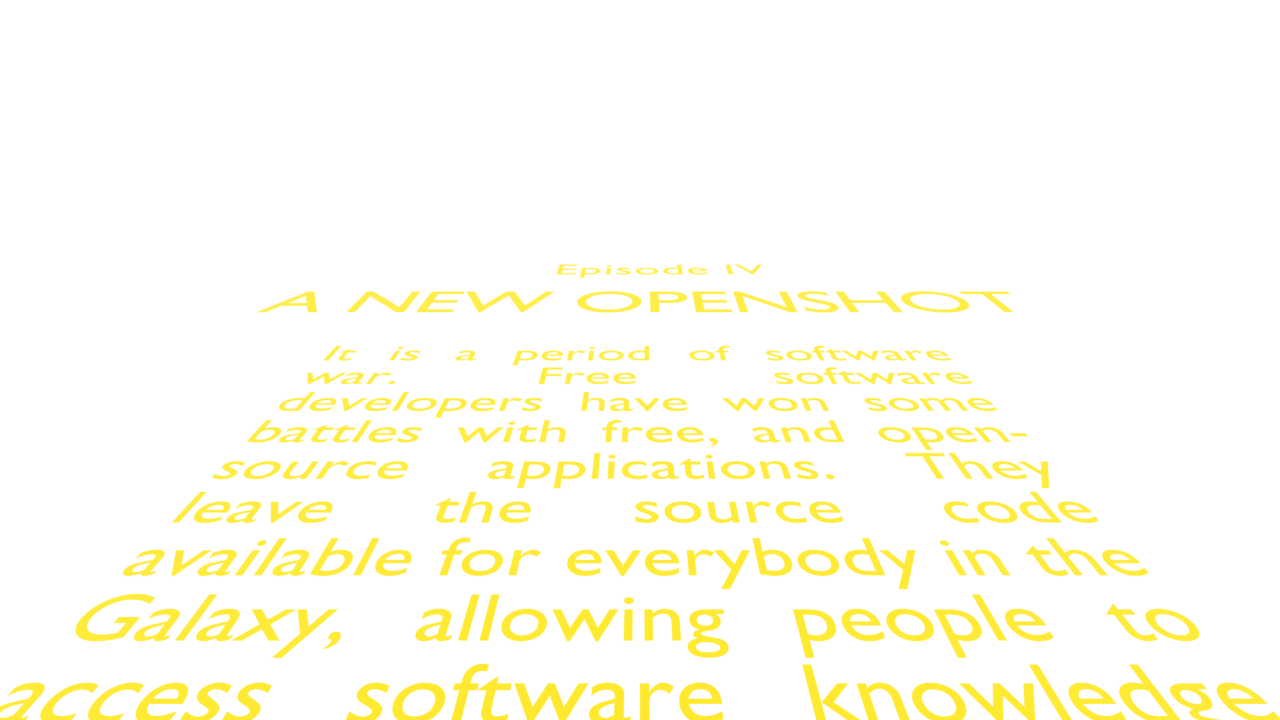 Episode IV
A NEW OPENSHOT
It is a period of software
war. Free software
developers have won some
battles with free, and open-
source applications. They
leave the source code
available for everybody in the
Galaxy, allowing people to
access software knowledge